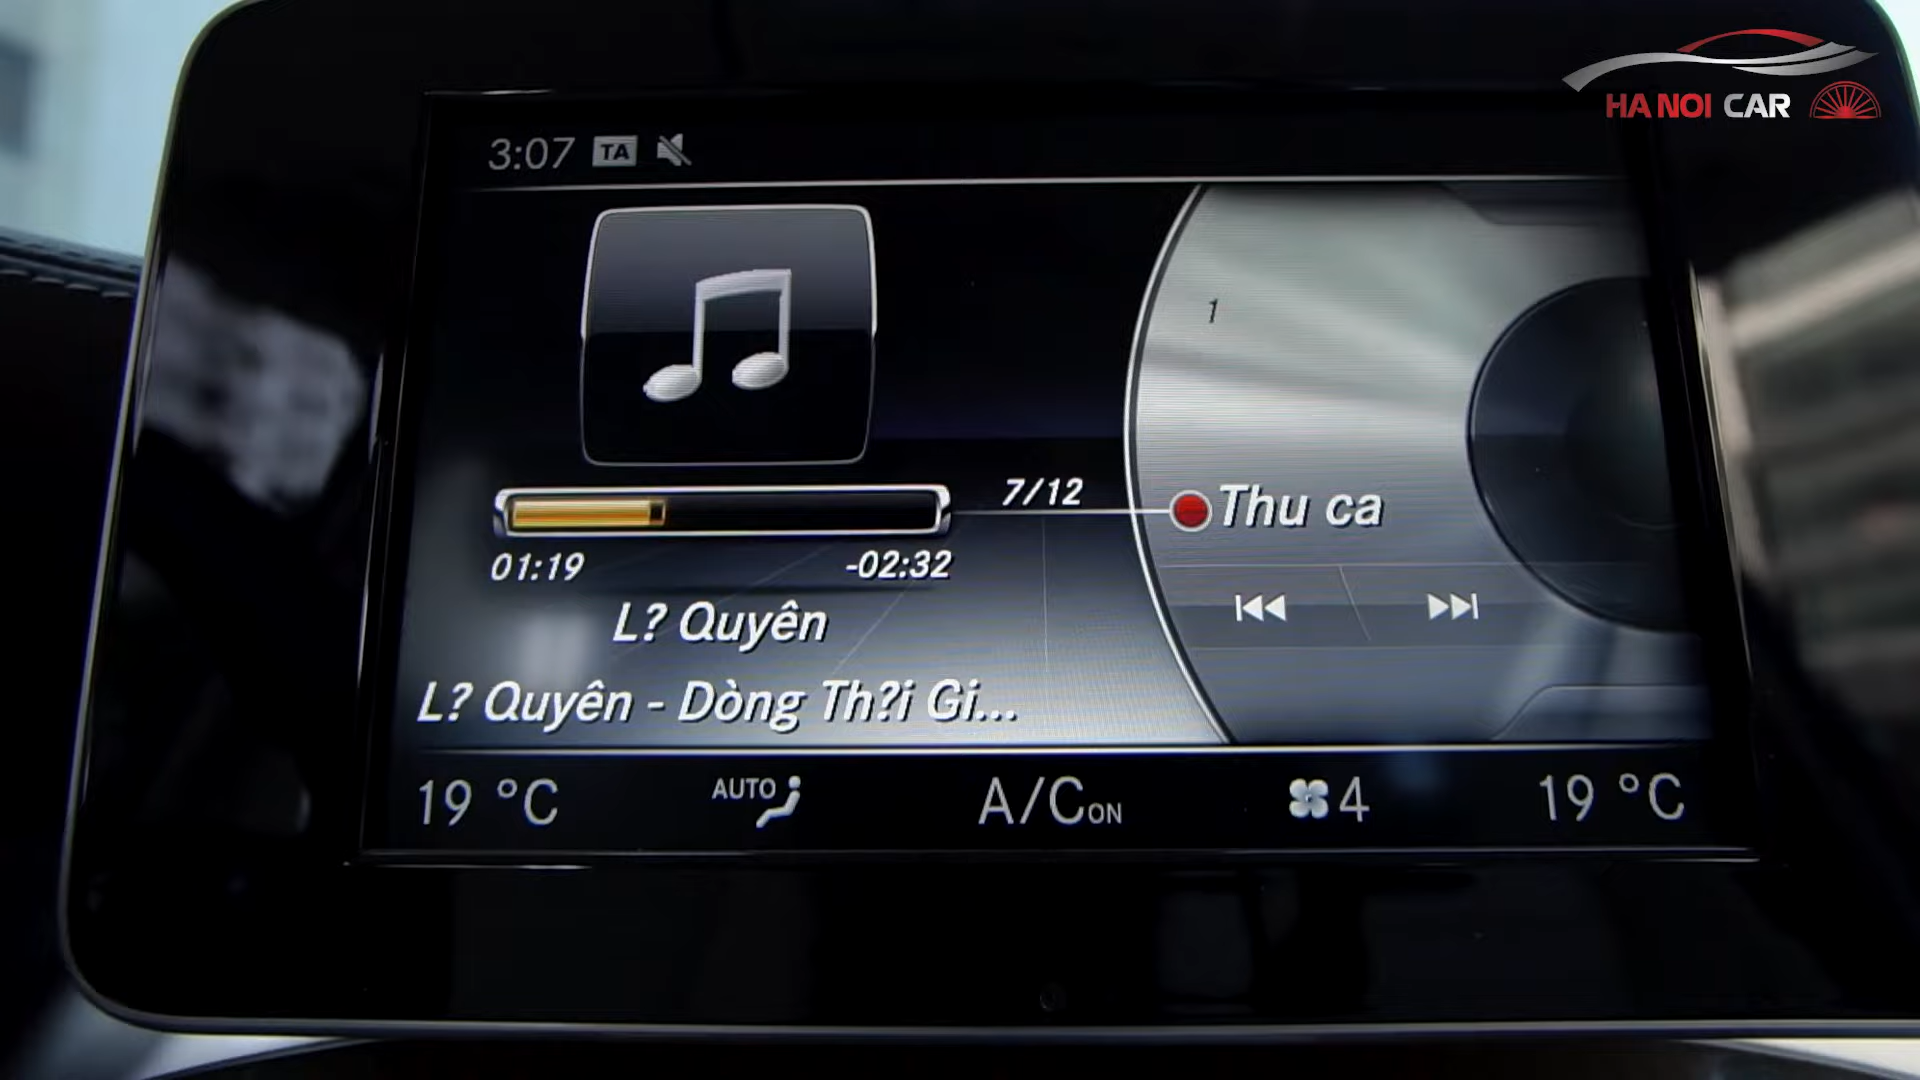 HA NOI CAR
3:07 TA
1
7/12
Thu ca
01:19 -02:32
L? Quyên
L? Quyên - Dòng Th?i Gi...
19 °C AUTO A/C ON 4 19 °C